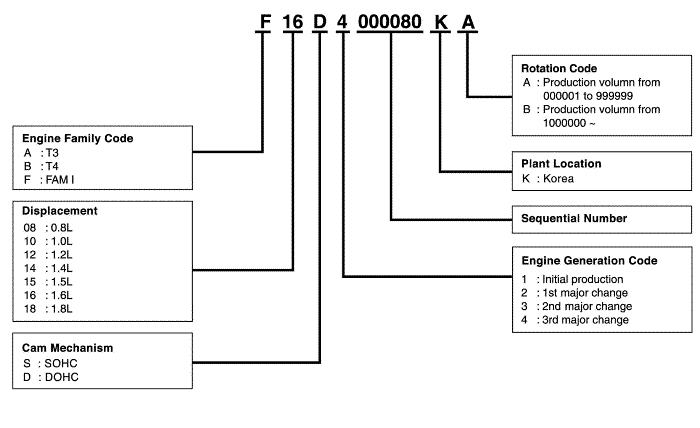 F 16 D 4 000080 K A
Engine Family Code
A : T3
B : T4
F : FAM I
Displacement
08 : 0.8L
10 : 1.0L
12 : 1.2L
14 : 1.4L
15 : 1.5L
16 : 1.6L
18 : 1.8L
Cam Mechanism
S : SOHC
D : DOHC
Rotation Code
A : Production volumn from
000001 to 999999
B : Production volumn from
1000000 ~
Plant Location
K : Korea
Sequential Number
Engine Generation Code
1 : Initial production
2 : 1st major change
3 : 2nd major change
4 : 3rd major change